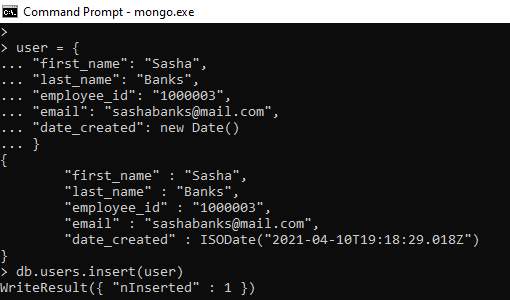 Command Prompt - mongo.exe
>
> user = {
... "first_name": "Sasha",
... "last_name": "Banks",
... "employee_id": "1000003",
... "email": "sashabanks@mail.com",
... "date_created": new Date()
... }
{
        "first_name" : "Sasha",
        "last_name" : "Banks",
        "employee_id" : "1000003",
        "email" : "sashabanks@mail.com",
        "date_created" : ISODate("2021-04-10T19:18:29.018Z")
}
> db.users.insert(user)
WriteResult({ "nInserted" : 1 })